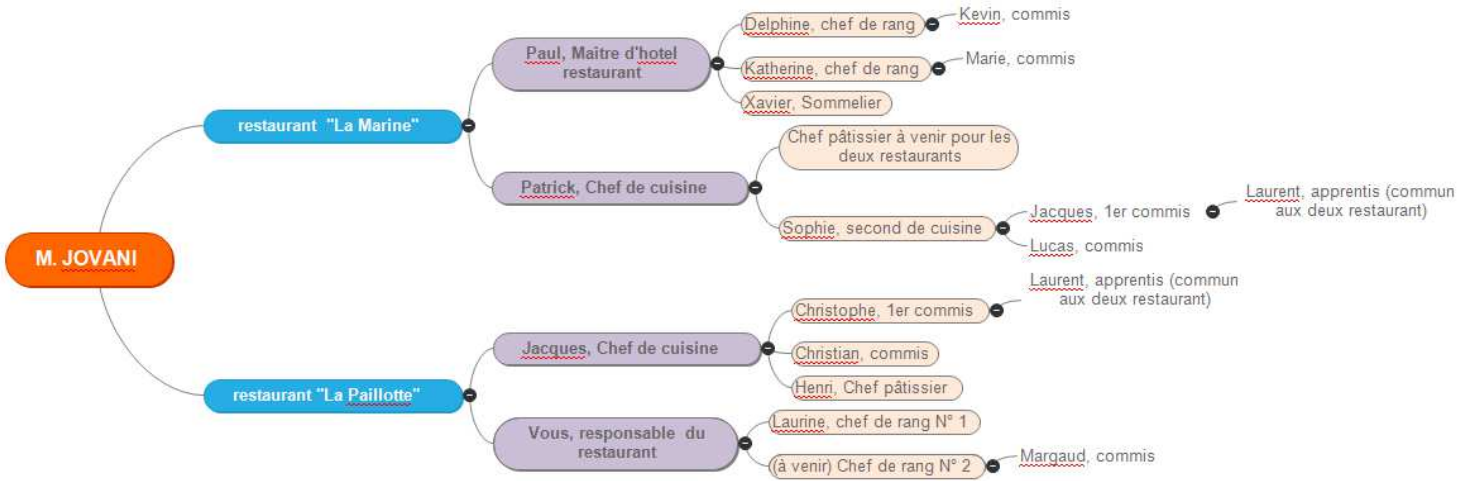 M. JOVANI
restaurant "La Marine"
Paul, Maitre d'hotel
restaurant
Delphine, chef de rang
Kevin, commis
Katherine, chef de rang
Marie, commis
Xavier, Sommelier
Patrick, Chef de cuisine
Chef pâtissier à venir pour les
deux restaurants
Sophie, second de cuisine
Jacques, 1er commis
Laurent, apprentis (commun
aux deux restaurant)
Lucas, commis
restaurant "La Paillotte"
Jacques, Chef de cuisine
Christophe, 1er commis
Laurent, apprentis (commun
aux deux restaurant)
Christian, commis
Henri, Chef pâtissier
Vous, responsable du
restaurant
Laurine, chef de rang N° 1
(à venir) Chef de rang N° 2
Margaud, commis